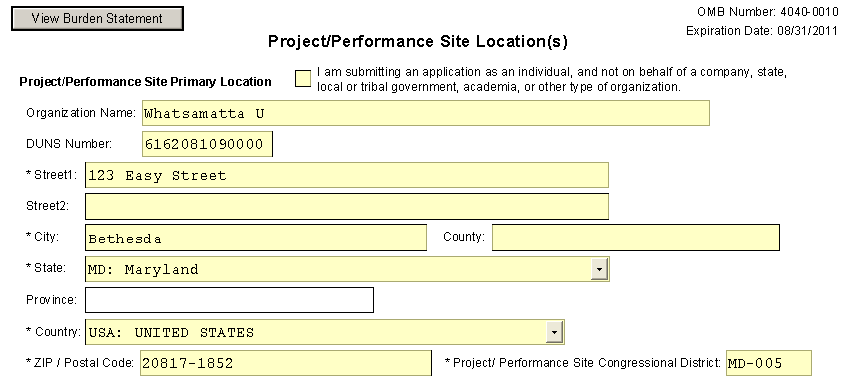 View Burden Statement
OMB Number: 4040-0010
Expiration Date: 08/31/2011
Project/Performance Site Location(s)
Project/Performance Site Primary Location
I am submitting an application as an individual, and not on behalf of a company, state,
local or tribal government, academia, or other type of organization.
Organization Name: Whatsamatta U
DUNS Number: 6162081090000
* Street1: 123 Easy Street
Street2:
* City: Bethesda County:
* State: MD: Maryland
Province:
* Country: USA: UNITED STATES
* ZIP / Postal Code: 20817-1852 * Project/ Performance Site Congressional District: MD-005